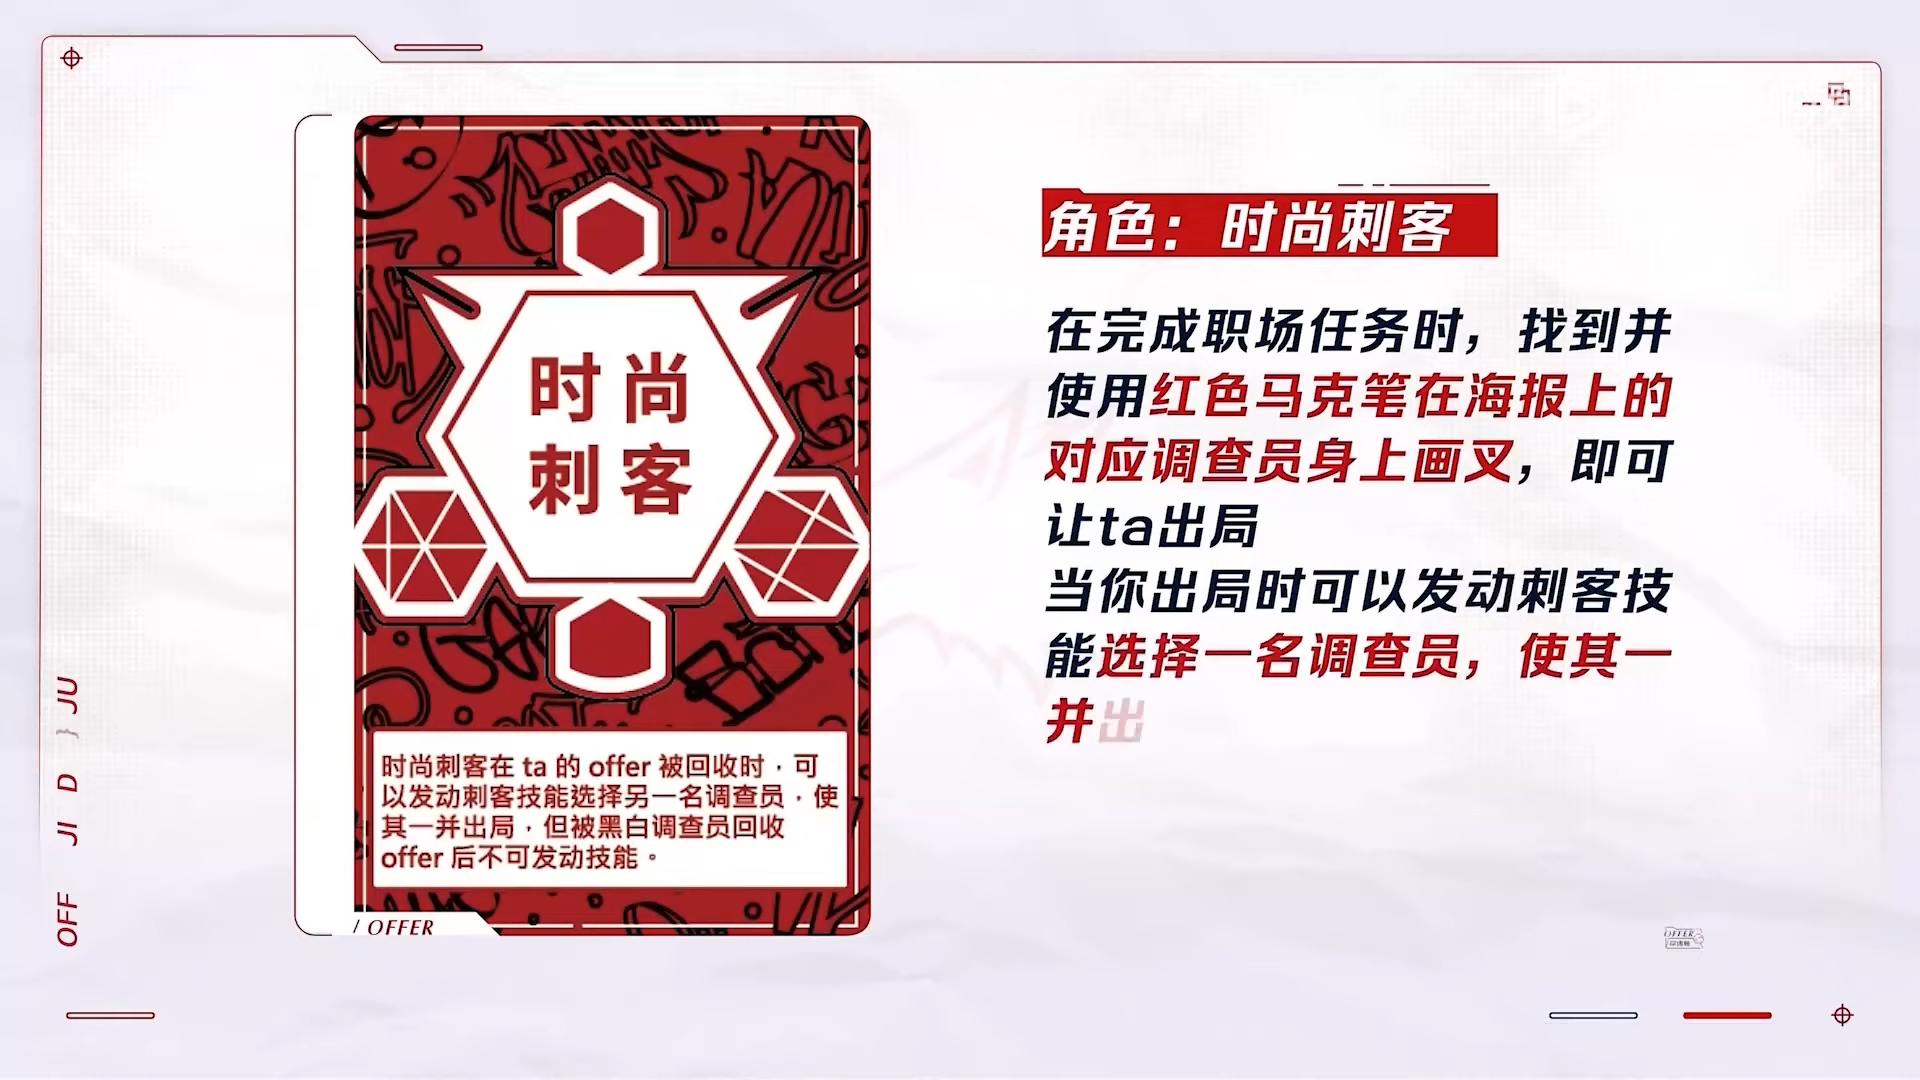 时尚
刺客
时尚刺客在 ta 的 offer 被回收时，可
以发动刺客技能选择另一名调查员，使
其一并出局，但被黑白调查员回收
offer 后不可发动技能。
/ OFFER
角色：时尚刺客
在完成职场任务时，找到并
使用红色马克笔在海报上的
对应调查员身上画叉，即可
让ta出局
当你出局时可以发动刺客技
能选择一名调查员，使其一
并出
OFF JI D } JU
OFFER